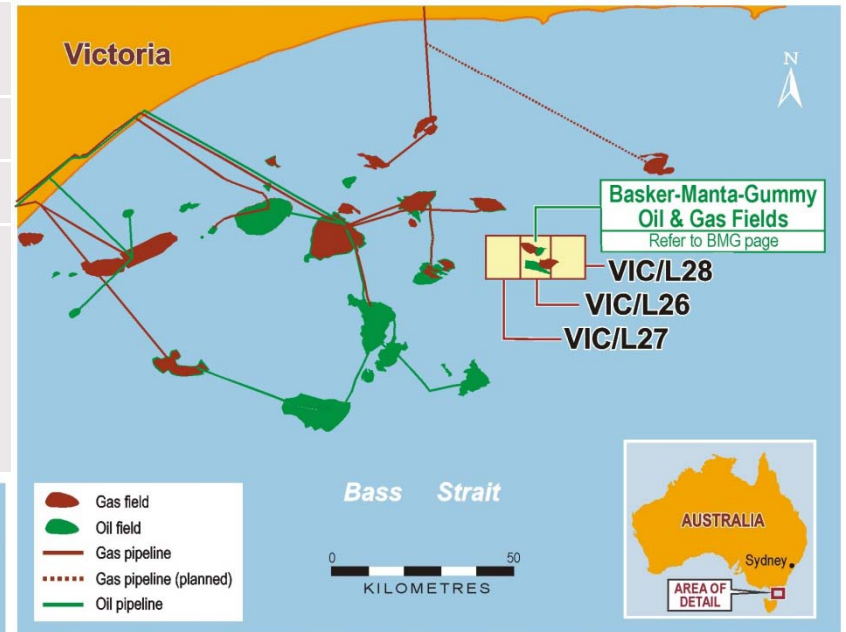 Victoria
N
Basker-Manta-Gummy
Oil & Gas Fields
Refer to BMG page
VIC/L28
VIC/L26
VIC/L27
Gas field
Oil field
Gas pipeline
Gas pipeline (planned)
Oil pipeline
Bass Strait
0 50
KILOMETRES
AUSTRALIA
Sydney
AREA OF
DETAIL